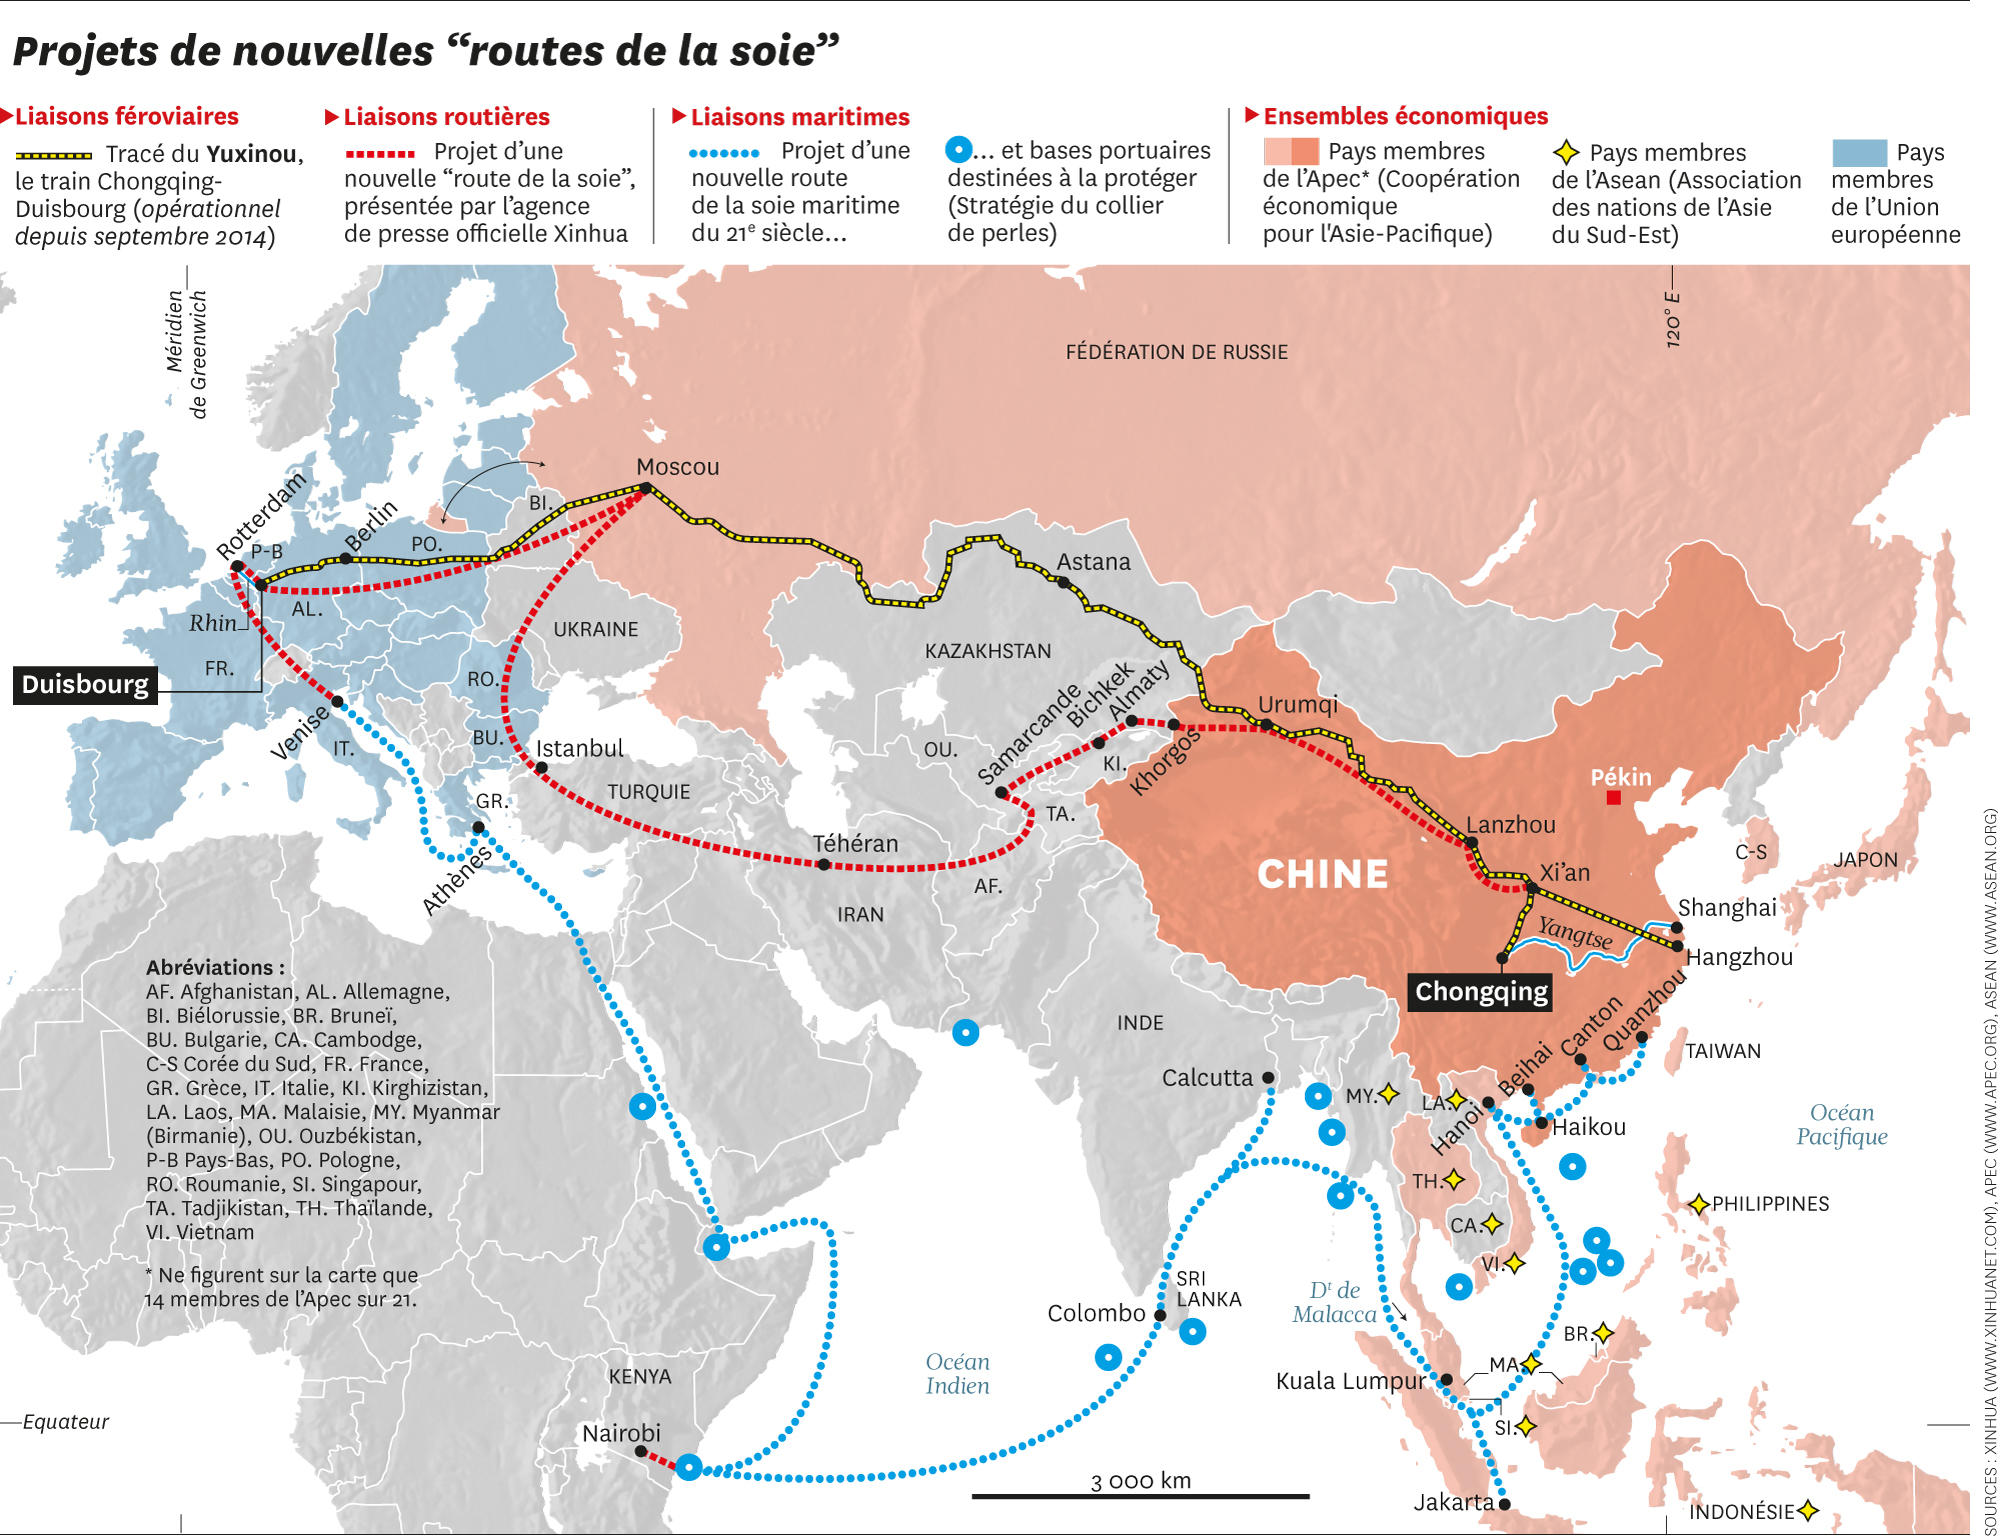 Projets de nouvelles “routes de la soie”
Liaisons féroviaires
Tracé du Yuxinou,
le train Chongqing-
Duisbourg (opérationnel
depuis septembre 2014)
Liaisons routières
Projet d’une
nouvelle “route de la soie”,
présentée par l’agence
de presse officielle Xinhua
Liaisons maritimes
Projet d’une
nouvelle route
de la soie maritime
du 21e siècle…
… et bases portuaires
destinées à la protéger
(Stratégie du collier
de perles)
Ensembles économiques
Pays membres
de l’Apec* (Coopération
économique
pour l'Asie-Pacifique)
Pays membres
de l’Asean (Association
des nations de l’Asie
du Sud-Est)
Pays
membres
de l’Union
européenne
Méridien
de Greenwich
120° E
FÉDÉRATION DE RUSSIE
Moscou
Rotterdam
P-B
Berlin
PO.
BI.
AL.
Rhin
FR.
Duisbourg
UKRAINE
RO.
BU.
Venise
IT.
Istanbul
GR.
TURQUIE
Athènes
Astana
KAZAKHSTAN
Samarcande
Bichkek
Almaty
Khorgos
Urumqi
OU.
KI.
TA.
Téhéran
AF.
IRAN
Pékin
Lanzhou
CHINE
Xi’an
C-S
JAPON
Shanghai
Yangtse
Hangzhou
Chongqing
Quanzhou
Canton
Beihai
TAIWAN
INDE
Calcutta
MY.
LA.
Hanoi
Haikou
Océan
Pacifique
TH.
CA.
VI.
PHILIPPINES
Abréviations :
AF. Afghanistan, AL. Allemagne,
BI. Biélorussie, BR. Bruneï,
BU. Bulgarie, CA. Cambodge,
C-S Corée du Sud, FR. France,
GR. Grèce, IT. Italie, KI. Kirghizistan,
LA. Laos, MA. Malaisie, MY. Myanmar
(Birmanie), OU. Ouzbékistan,
P-B Pays-Bas, PO. Pologne,
RO. Roumanie, SI. Singapour,
TA. Tadjikistan, TH. Thaïlande,
VI. Vietnam
* Ne figurent sur la carte que
14 membres de l’Apec sur 21.
SRI
LANKA
Colombo
Dt de
Malacca
BR.
MA.
Kuala Lumpur
SI.
Océan
Indien
KENYA
Nairobi
Equateur
3 000 km
Jakarta
INDONÉSIE
SOURCES : XINHUA (WWW.XINHUANET.COM), APEC (WWW.APEC.ORG), ASEAN (WWW.ASEAN.ORG)